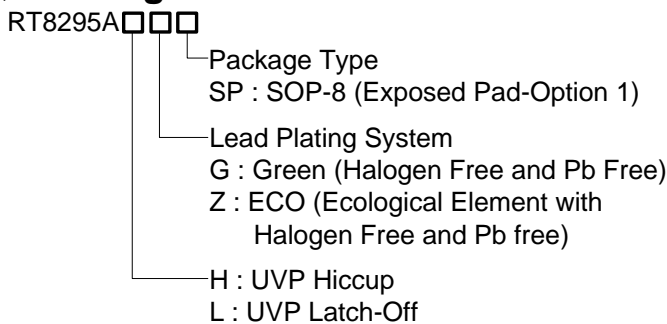 RT8295A□□□
Package Type
SP : SOP-8 (Exposed Pad-Option 1)
Lead Plating System
G : Green (Halogen Free and Pb Free)
Z : ECO (Ecological Element with
Halogen Free and Pb free)
H : UVP Hiccup
L : UVP Latch-Off